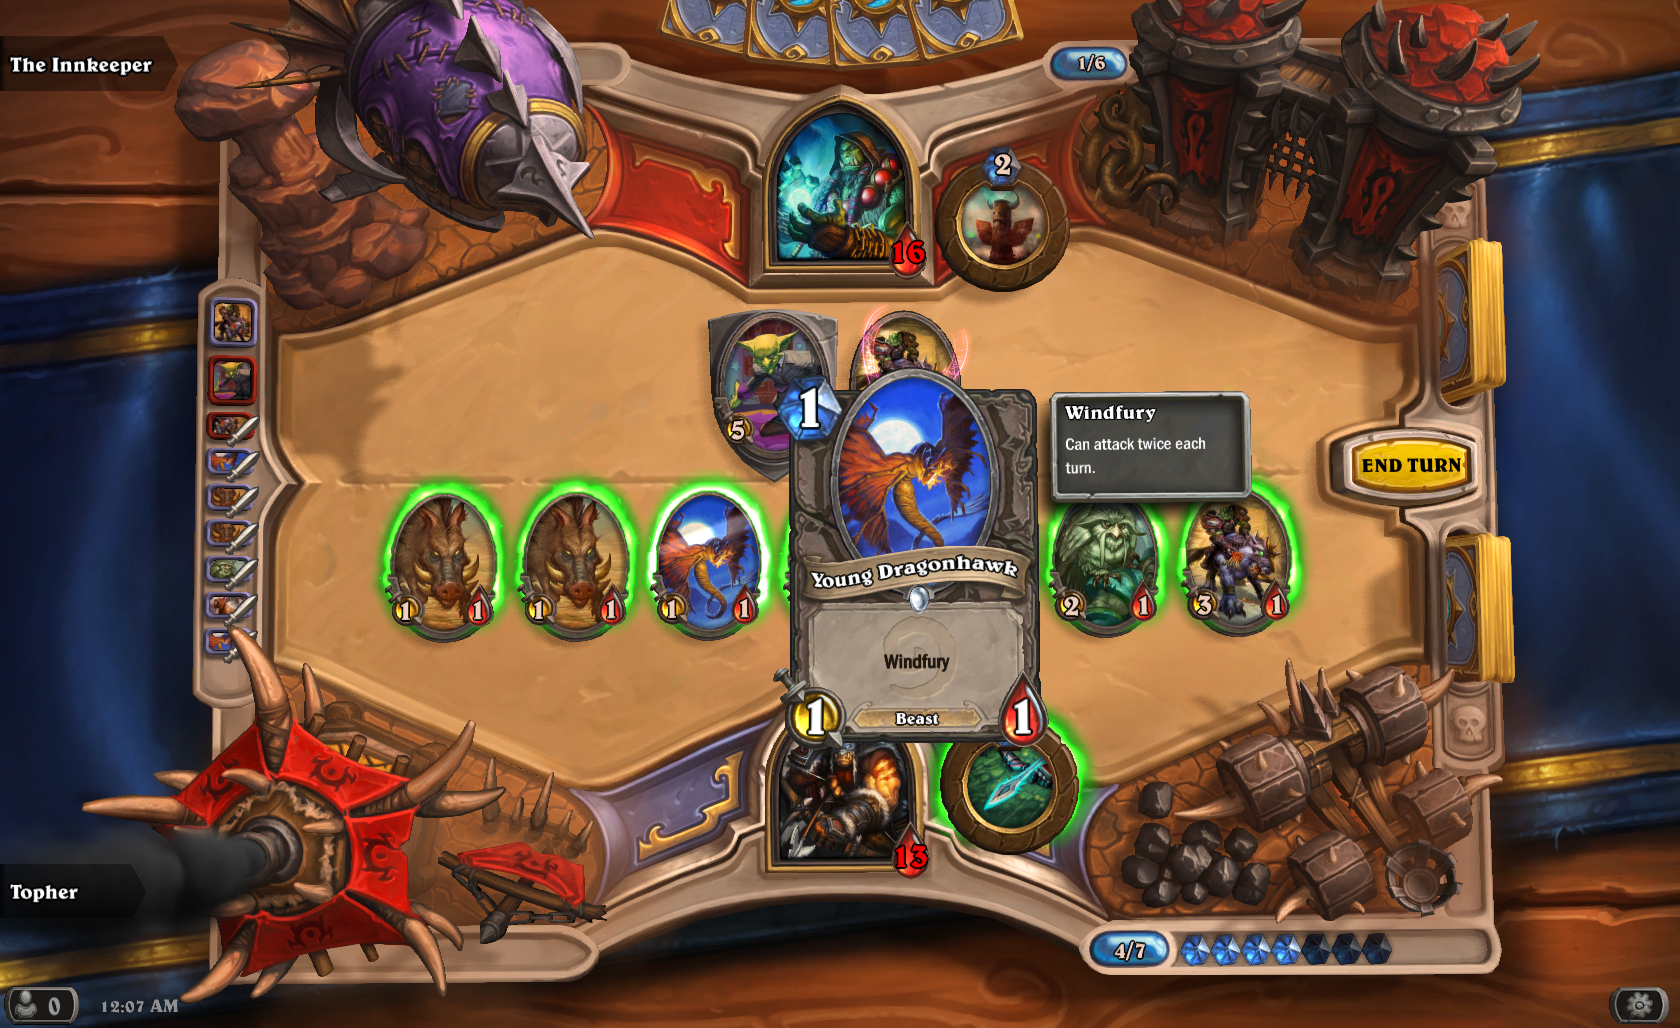 The Innkeeper
1/6
2
16
5
1
Windfury
Can attack twice each
turn.
END TURN
1 1
1 1
1 1
2 1
3 1
Young Dragonhawk
Windfury
1
Beast
1
13
Topher
4/7
0
12:07 AM